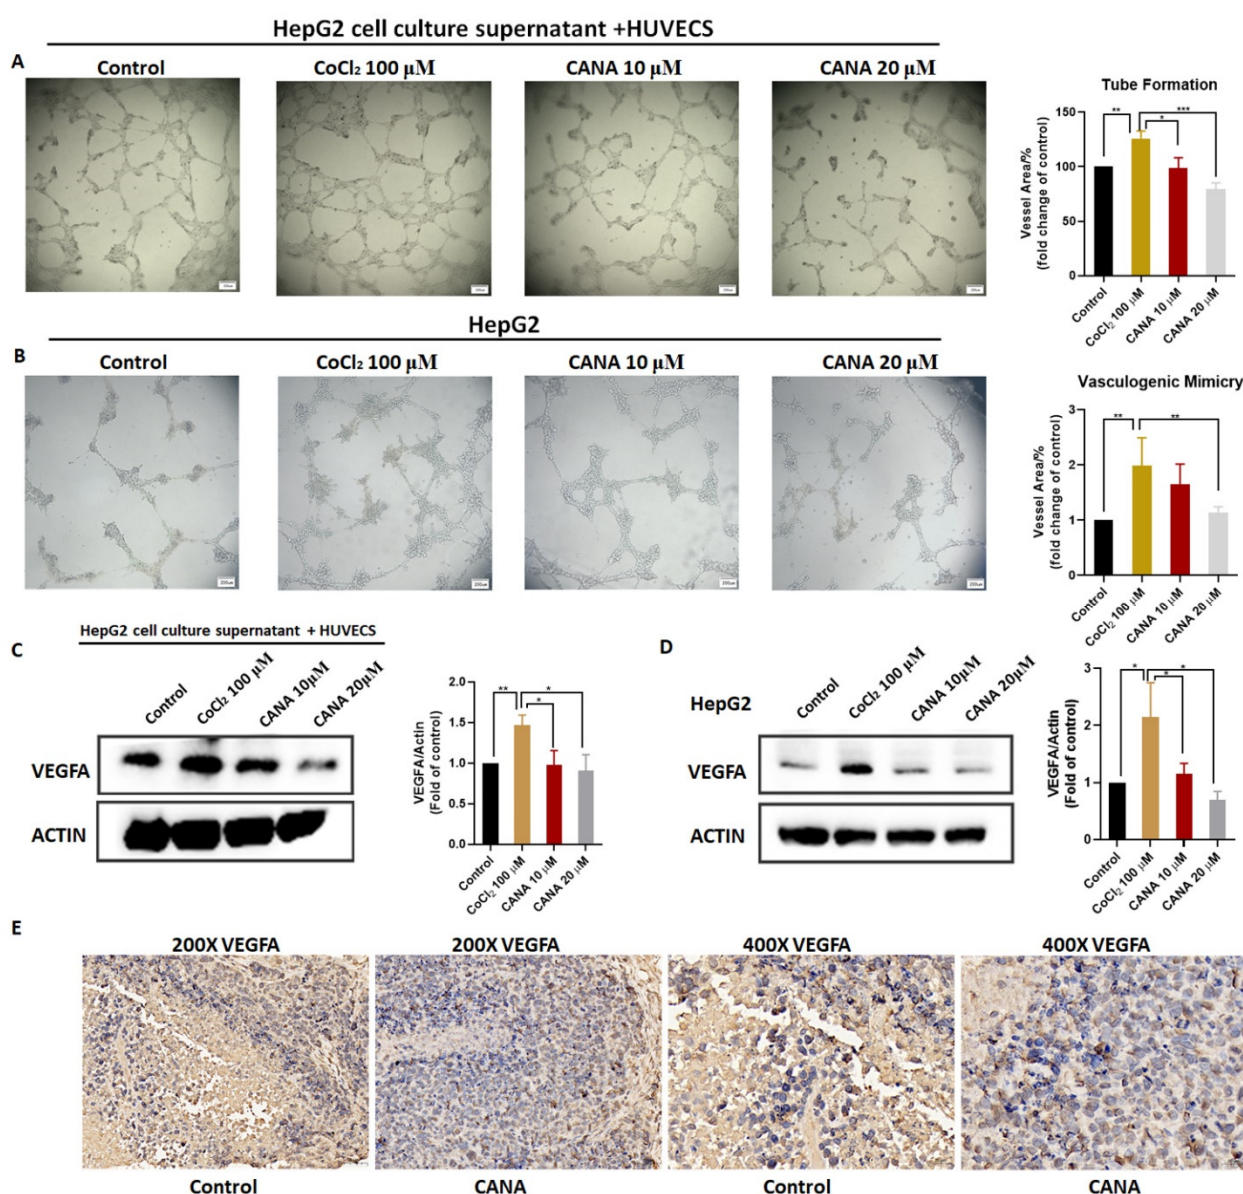 HepG2 cell culture supernatant +HUVECS
A
Control
CoCl₂ 100 μM
CANA 10 μM
CANA 20 μM
Tube Formation
Vessel Area/%
(fold change of control)
150
100
50
0
**
*
***
Control
CoCl₂ 100 μM
CANA 10 μM
CANA 20 μM
HepG2
B
Control
CoCl₂ 100 μM
CANA 10 μM
CANA 20 μM
200um
200um
200um
200um
Vasculogenic Mimicry
Vessel Area/%
(fold change of control)
3
2
1
0
**
**
Control
CoCl₂ 100 μM
CANA 10 μM
CANA 20 μM
C
HepG2 cell culture supernatant + HUVECS
Control
CoCl₂ 100 μM
CANA 10μM
CANA 20μM
VEGFA
ACTIN
VEGFA/Actin
(Fold of control)
2.0
1.5
1.0
0.5
0.0
**
*
*
Control
CoCl₂ 100 μM
CANA 10 μM
CANA 20 μM
D
HepG2
Control
CoCl₂ 100 μM
CANA 10μM
CANA 20μM
VEGFA
ACTIN
VEGFA/Actin
(Fold of control)
3
2
1
0
*
*
*
Control
CoCl₂ 100 μM
CANA 10 μM
CANA 20 μM
E
200X VEGFA
200X VEGFA
400X VEGFA
400X VEGFA
Control
CANA
Control
CANA